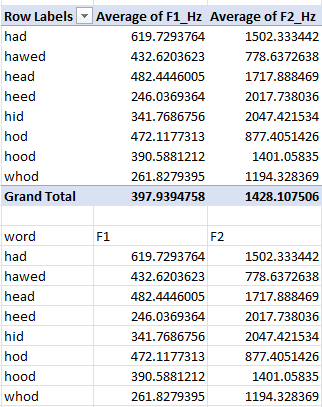 Row Labels Average of F1_Hz Average of F2_Hz
had 619.7293764 1502.333442
hawed 432.6203623 778.6372638
head 482.4446005 1717.888469
heed 246.0369364 2017.738036
hid 341.7686756 2047.421534
hod 472.1177313 877.4051426
hood 390.5881212 1401.05835
whod 261.8279395 1194.328369
Grand Total 397.9394758 1428.107506
word F1 F2
had 619.7293764 1502.333442
hawed 432.6203623 778.6372638
head 482.4446005 1717.888469
heed 246.0369364 2017.738036
hid 341.7686756 2047.421534
hod 472.1177313 877.4051426
hood 390.5881212 1401.05835
whod 261.8279395 1194.328369